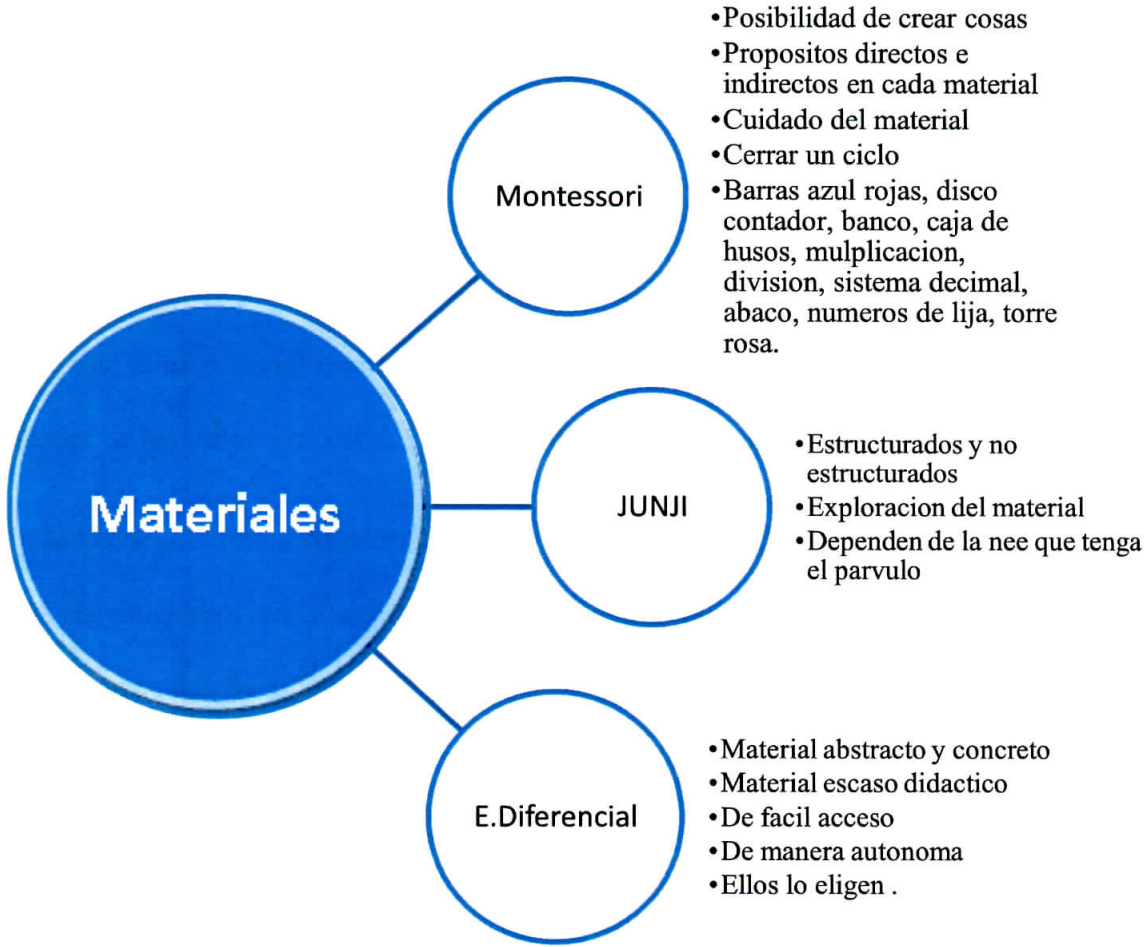 •Posibilidad de crear cosas
•Propositos directos e
indirectos en cada material
•Cuidado del material
•Cerrar un ciclo
•Barras azul rojas, disco
contador, banco, caja de
husos, mulplicacion,
division, sistema decimal,
abaco, numeros de lija, torre
rosa.
Montessori
Materiales
JUNJI
•Estructurados y no
estructurados
•Exploracion del material
•Dependen de la nee que tenga
el parvulo
E.Diferencial
•Material abstracto y concreto
•Material escaso didactico
•De facil acceso
•De manera autonoma
•Ellos lo eligen .